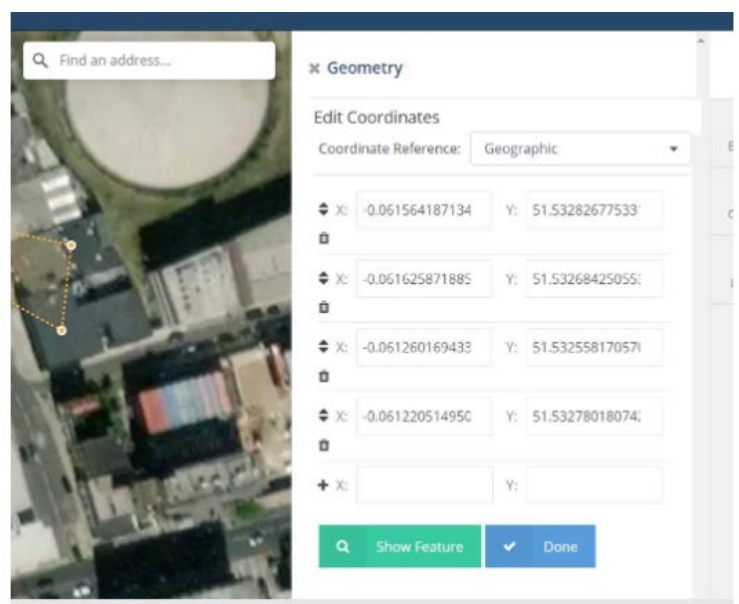 Find an address...
Geometry
Edit Coordinates
Coordinate Reference: Geographic
X: -0.061564187134 Y: 51.53282677533
X: -0.061625871885 Y: 51.53268425055
X: -0.061260169433 Y: 51.53255817057
X: -0.061220514950 Y: 51.53278018074
X: Y:
Show Feature Done